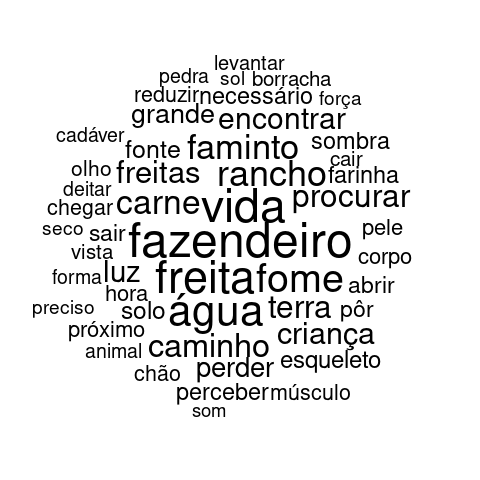 levantar
pedra sol borracha
reduzir necessário força
grande encontrar
cadáver fonte faminto sombra
cair
olho freitas rancho farinha
deitar
chegar carne vida procurar
seco sair fazendeiro pele
vista corpo
forma luz freita fome abrir
hora
preciso solo água terra pôr
próximo criança
animal caminho esqueleto
chão perder
perceber músculo
som